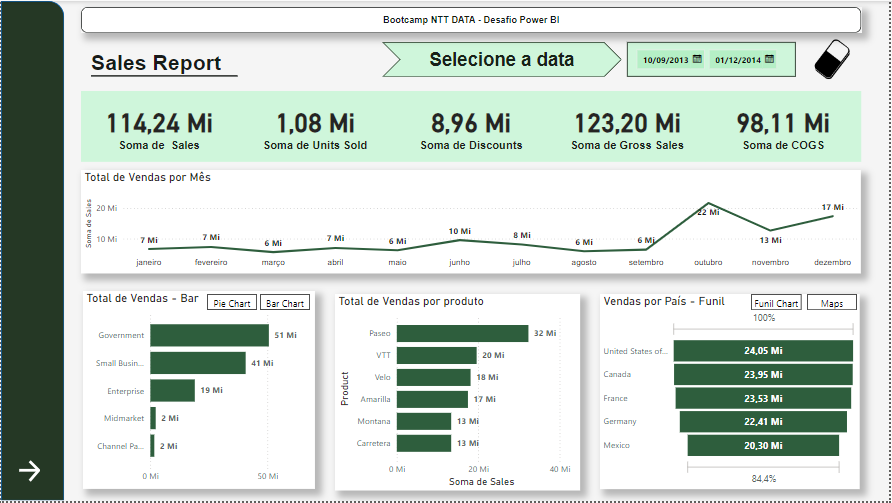 Bootcamp NTT DATA - Desafio Power BI
Sales Report
Selecione a data
10/09/2013 01/12/2014
114,24 Mi
Soma de Sales
1,08 Mi
Soma de Units Sold
8,96 Mi
Soma de Discounts
123,20 Mi
Soma de Gross Sales
98,11 Mi
Soma de COGS
Total de Vendas por Mês
Soma de Sales
20 Mi
10 Mi
7 Mi
7 Mi
6 Mi
7 Mi
6 Mi
10 Mi
8 Mi
6 Mi
6 Mi
22 Mi
13 Mi
17 Mi
janeiro fevereiro março abril maio junho julho agosto setembro outubro novembro dezembro
Total de Vendas - Bar
Pie Chart
Bar Chart
Government 51 Mi
Small Busin... 41 Mi
Enterprise 19 Mi
Midmarket 2 Mi
Channel Pa... 2 Mi
0 Mi 50 Mi
Total de Vendas por produto
Product
Paseo 32 Mi
VTT 20 Mi
Velo 18 Mi
Amarilla 17 Mi
Montana 13 Mi
Carretera 13 Mi
0 Mi 20 Mi 40 Mi
Soma de Sales
Vendas por País - Funil
Funil Chart
Maps
100%
United States of... 24,05 Mi
Canada 23,95 Mi
France 23,53 Mi
Germany 22,41 Mi
Mexico 20,30 Mi
84,4%